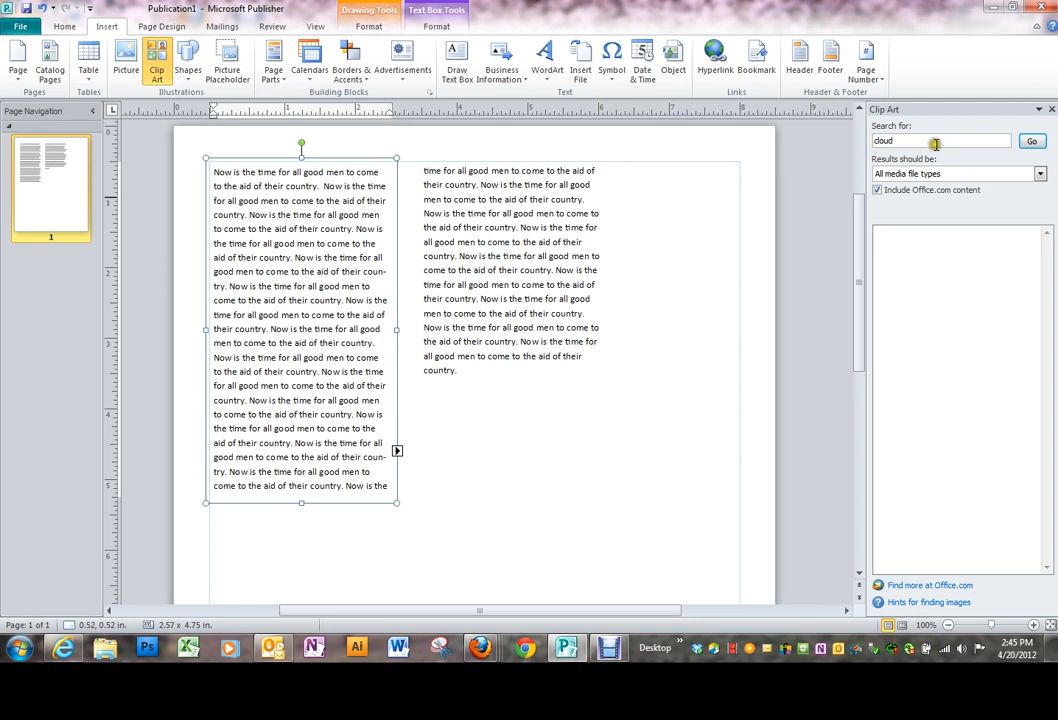 Publication1 - Microsoft Publisher
Drawing Tools
Text Box Tools
File
Home
Insert
Page Design
Mailings
Review
View
Format
Format
Page
Catalog Pages
Table
Picture
Clip Art
Shapes
Picture Placeholder
Page Parts
Calendars
Borders & Accents
Advertisements
Draw Text Box
Business Information
WordArt
Insert File
Symbol
Date & Time
Object
Hyperlink
Bookmark
Header
Footer
Page Number
Pages
Tables
Illustrations
Building Blocks
Text
Links
Header & Footer
Page Navigation
1
0 1 2 4 5 6 7 8 9
0
1
2
3
4
5
6
Now is the time for all good men to come
to the aid of their country.  Now is the time
for all good men to come to the aid of their
country. Now is the time for all good men
to come to the aid of their country. Now is
the time for all good men to come to the
aid of their country. Now is the time for all
good men to come to the aid of their coun-
try. Now is the time for all good men to
come to the aid of their country. Now is the
time for all good men to come to the aid of
their country. Now is the time for all good
men to come to the aid of their country.
Now is the time for all good men to come
to the aid of their country. Now is the time
for all good men to come to the aid of their
country. Now is the time for all good men
to come to the aid of their country. Now is
the time for all good men to come to the
aid of their country. Now is the time for all
good men to come to the aid of their coun-
try. Now is the time for all good men to
come to the aid of their country. Now is the
time for all good men to come to the aid of
their country. Now is the time for all good
men to come to the aid of their country.
Now is the time for all good men to come to
the aid of their country. Now is the time for
all good men to come to the aid of their
country. Now is the time for all good men to
come to the aid of their country. Now is the
time for all good men to come to the aid of
their country. Now is the time for all good
men to come to the aid of their country.
Now is the time for all good men to come to
the aid of their country. Now is the time for
all good men to come to the aid of their
country.
Clip Art
Search for:
cloud
Go
Results should be:
All media file types
Include Office.com content
Find more at Office.com
Hints for finding images
Page: 1 of 1
0.52, 0.52 in.
2.57 x 4.75 in.
100%
Desktop
2:45 PM
4/20/2012